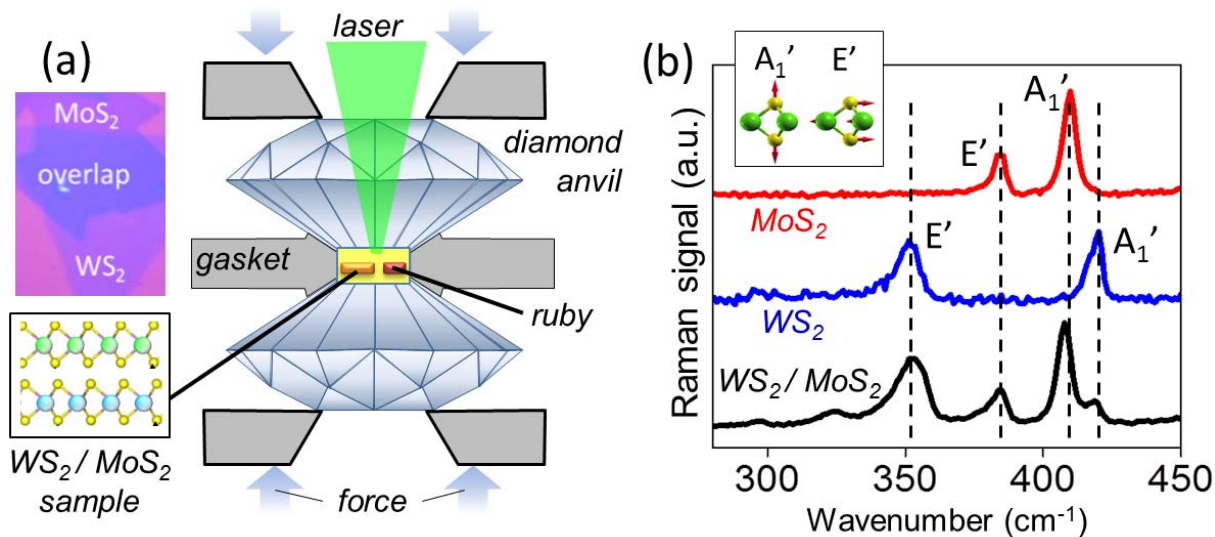 (a)
MoS₂
overlap
WS₂
WS₂ / MoS₂
sample
laser
diamond
anvil
gasket
ruby
force
(b)
A₁’ E’
E’ A₁’
MoS₂
E’ A₁’
WS₂
WS₂ / MoS₂
Raman signal (a.u.)
300 350 400 450
Wavenumber (cm⁻¹)